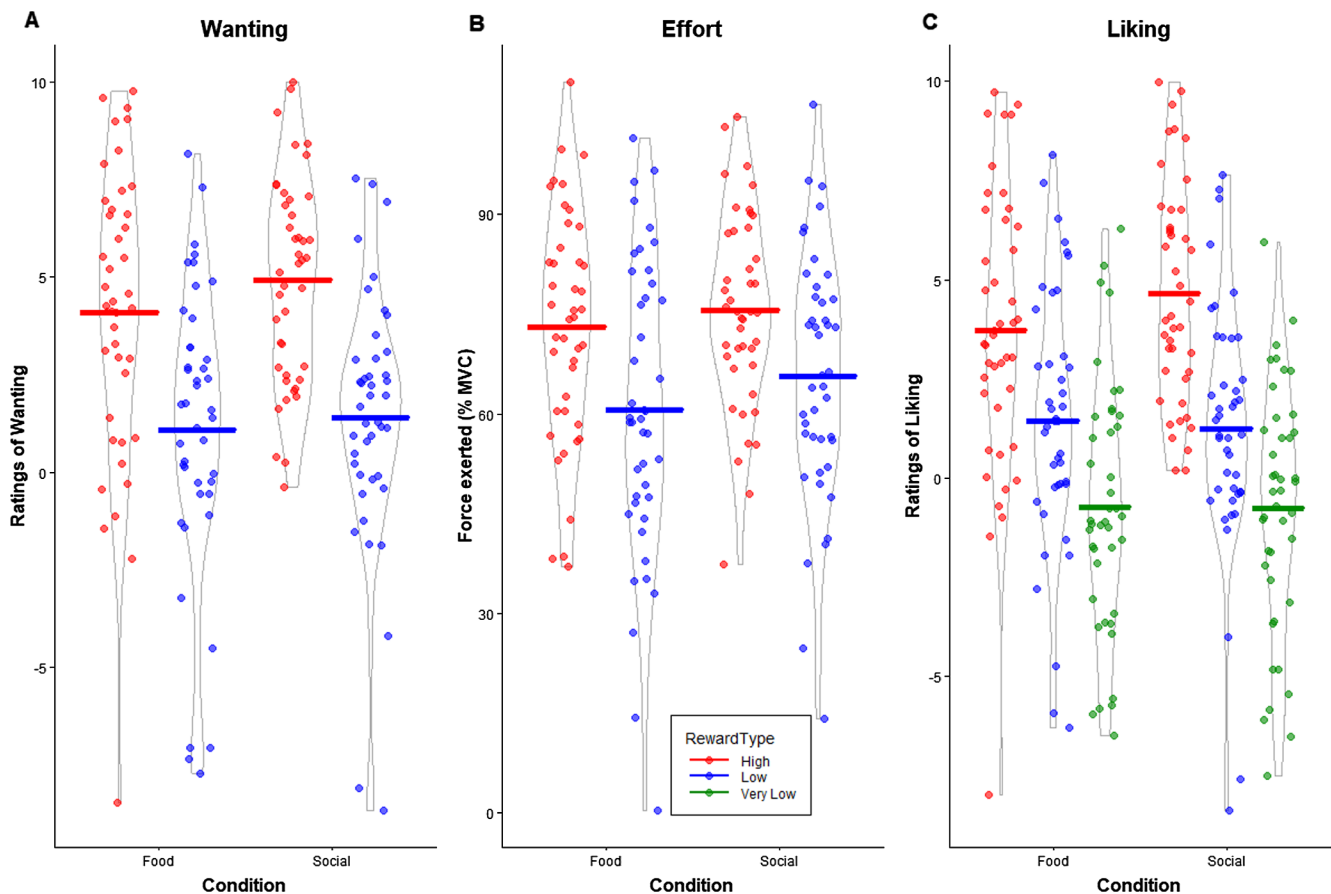 A
Wanting
Ratings of Wanting
10
5
0
-5
Food
Social
Condition
B
Effort
Force exerted (% MVC)
90
60
30
0
RewardType
High
Low
Very Low
Food
Social
Condition
C
Liking
Ratings of Liking
10
5
0
-5
Food
Social
Condition